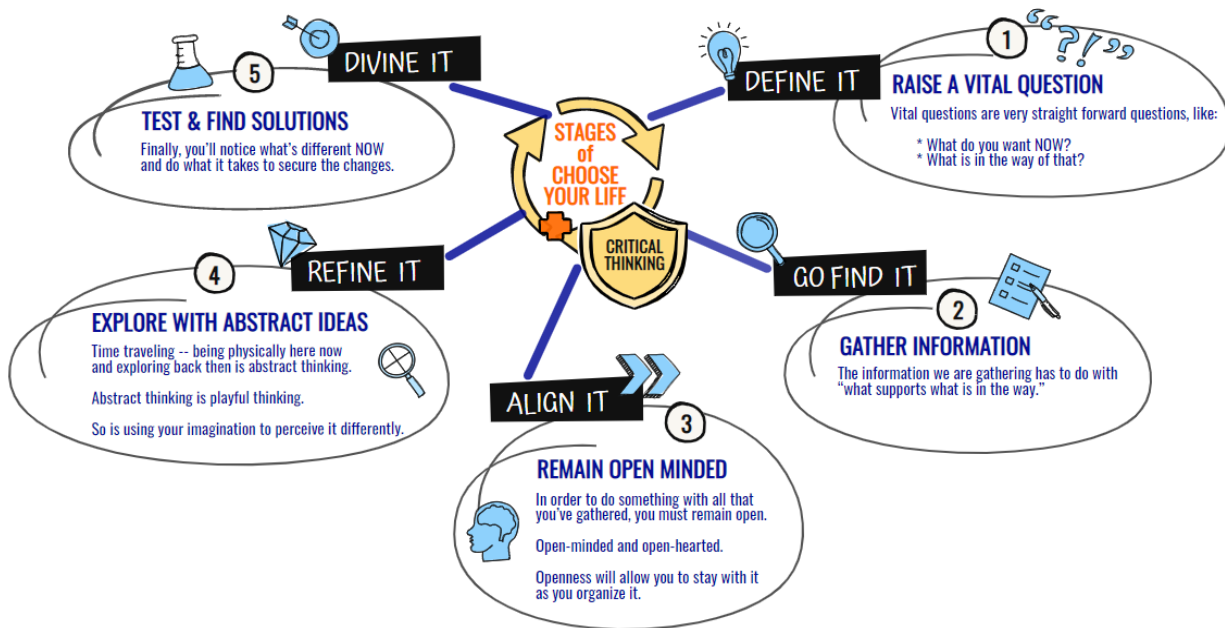 STAGES
of
CHOOSE
YOUR LIFE
CRITICAL
THINKING
DEFINE IT
1
"?!"
RAISE A VITAL QUESTION
Vital questions are very straight forward questions, like:
* What do you want NOW?
* What is in the way of that?
GO FIND IT
2
GATHER INFORMATION
The information we are gathering has to do with
“what supports what is in the way.”
ALIGN IT
3
REMAIN OPEN MINDED
In order to do something with all that
you’ve gathered, you must remain open.
Open-minded and open-hearted.
Openness will allow you to stay with it
as you organize it.
REFINE IT
4
EXPLORE WITH ABSTRACT IDEAS
Time traveling -- being physically here now
and exploring back then is abstract thinking.
Abstract thinking is playful thinking.
So is using your imagination to perceive it differently.
DIVINE IT
5
TEST & FIND SOLUTIONS
Finally, you’ll notice what’s different NOW
and do what it takes to secure the changes.